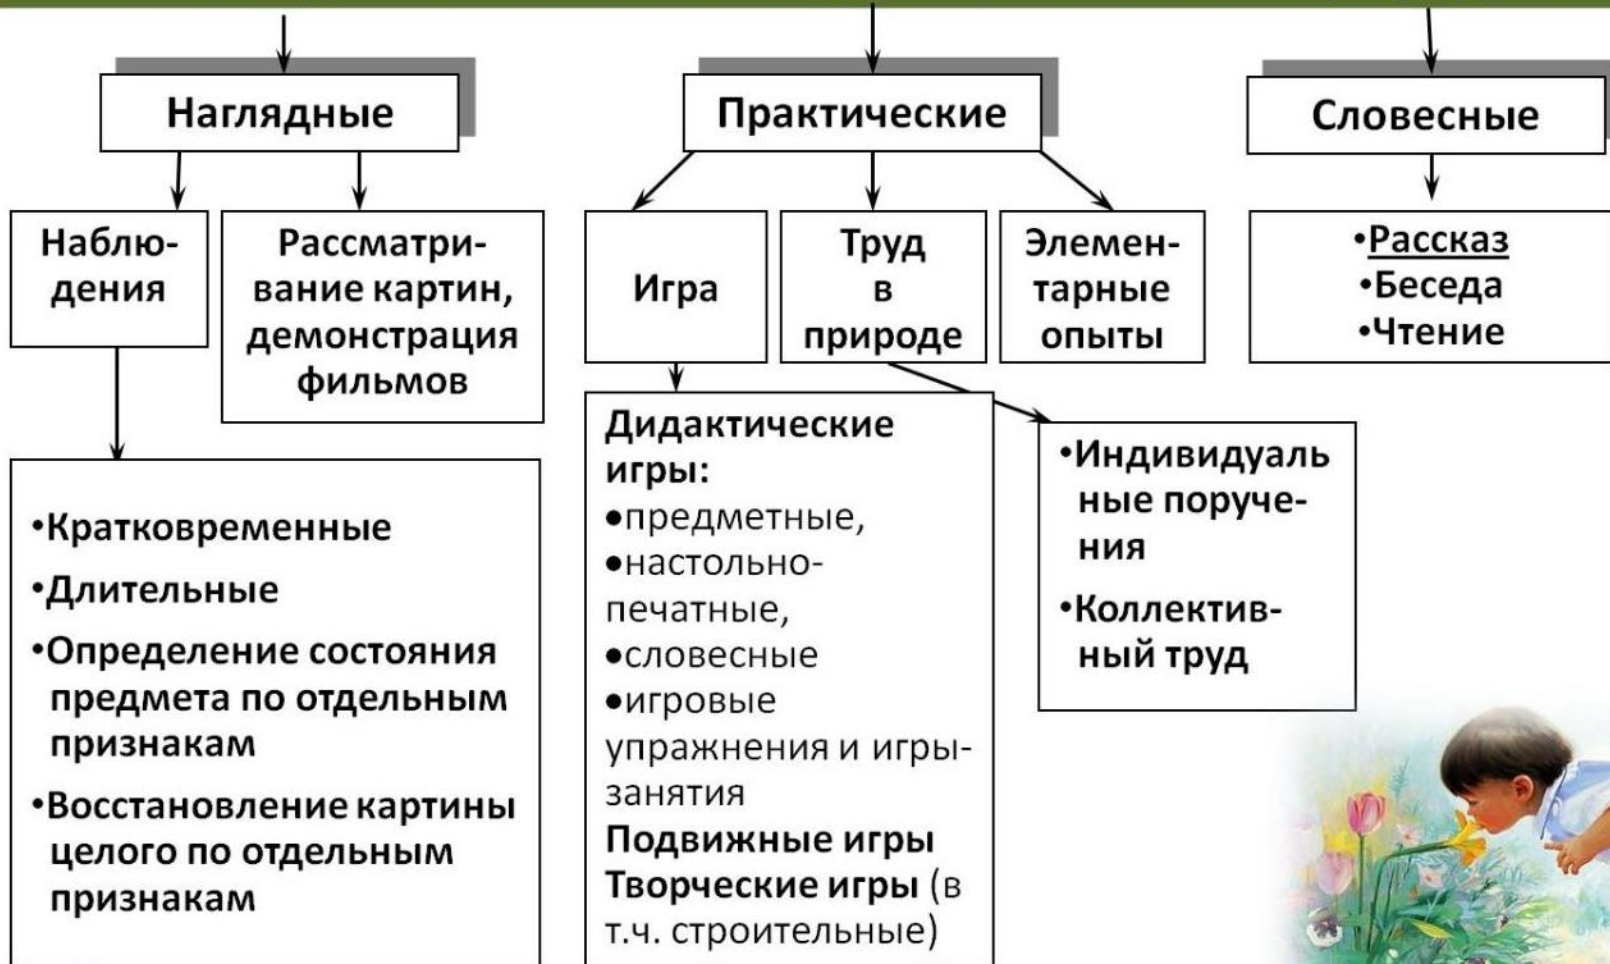 Наглядные
Практические
Словесные
Наблю-
дения
Рассматри-
вание картин,
демонстрация
фильмов
Игра
Труд
в
природе
Элемен-
тарные
опыты
•Рассказ
•Беседа
•Чтение
•Кратковременные
•Длительные
•Определение состояния
предмета по отдельным
признакам
•Восстановление картины
целого по отдельным
признакам
Дидактические
игры:
•предметные,
•настольно-
печатные,
•словесные
•игровые
упражнения и игры-
занятия
Подвижные игры
Творческие игры (в
т.ч. строительные)
•Индивидуаль
ные поруче-
ния
•Коллектив-
ный труд